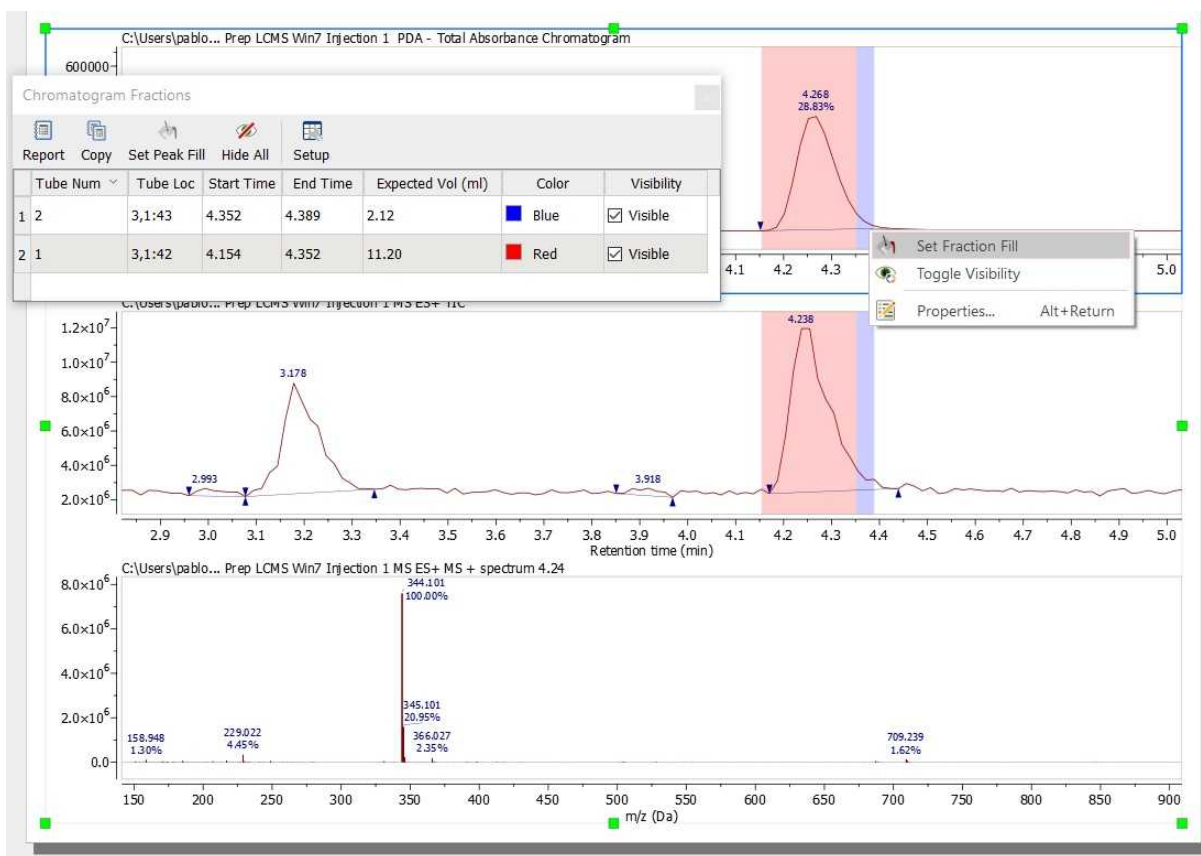 C:\Users\pablo... Prep LCMS Win7 Injection 1 PDA - Total Absorbance Chromatogram
600000
Chromatogram Fractions
4.268
28.83%
Report Copy Set Peak Fill Hide All Setup
Tube Num Tube Loc Start Time End Time Expected Vol (ml) Color Visibility
1 2 3,1:43 4.352 4.389 2.12 Blue Visible
2 1 3,1:42 4.154 4.352 11.20 Red Visible
Set Fraction Fill
4.1 4.2 4.3 5.0
Toggle Visibility
Properties... Alt+Return
C:\Users\pablo... Prep LCMS Win7 Injection 1 MS ES+ TIC
1.2×10⁷
1.0×10⁷
8.0×10⁶
6.0×10⁶
4.0×10⁶
2.0×10⁶
4.238
3.178
2.993
3.918
2.9 3.0 3.1 3.2 3.3 3.4 3.5 3.6 3.7 3.8 3.9 4.0 4.1 4.2 4.3 4.4 4.5 4.6 4.7 4.8 4.9 5.0
Retention time (min)
C:\Users\pablo... Prep LCMS Win7 Injection 1 MS ES+ MS + spectrum 4.24
8.0×10⁶
6.0×10⁶
4.0×10⁶
2.0×10⁶
0.0
344.101
100.00%
345.101
20.95%
158.948
1.30%
229.022
4.45%
366.027
2.35%
709.239
1.62%
150 200 250 300 350 400 450 500 550 600 650 700 750 800 850 900
m/z (Da)